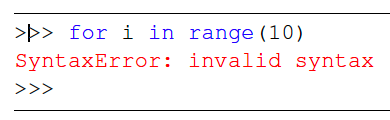 >>> for i in range(10)
SyntaxError: invalid syntax
>>>